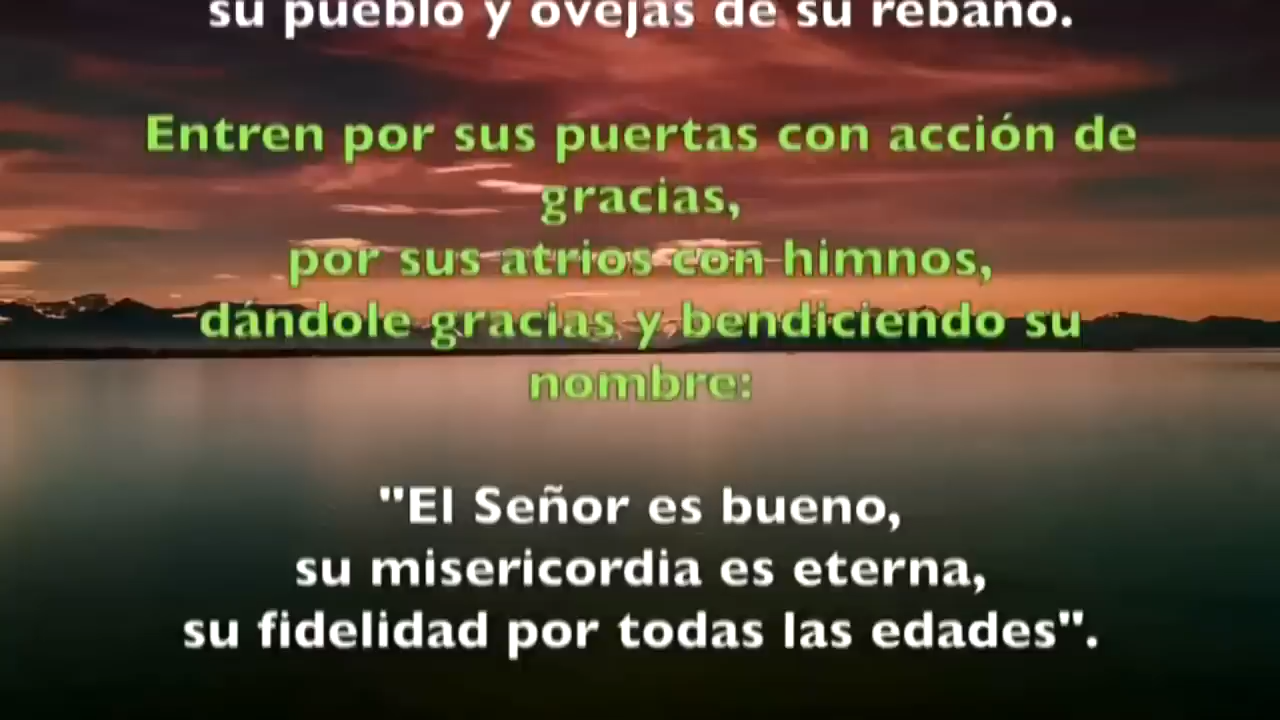 su pueblo y ovejas de su rebaño.
Entren por sus puertas con acción de
gracias,
por sus atrios con himnos,
dándole gracias y bendiciendo su
nombre:
"El Señor es bueno,
su misericordia es eterna,
su fidelidad por todas las edades".